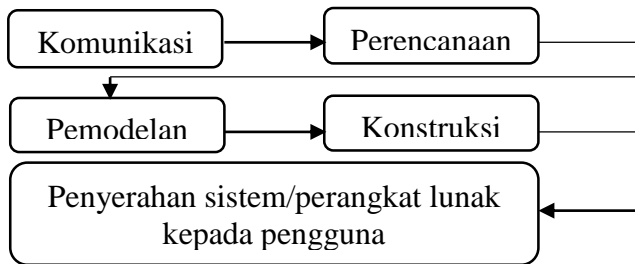 Komunikasi
Perencanaan
Pemodelan
Konstruksi
Penyerahan sistem/perangkat lunak
kepada pengguna